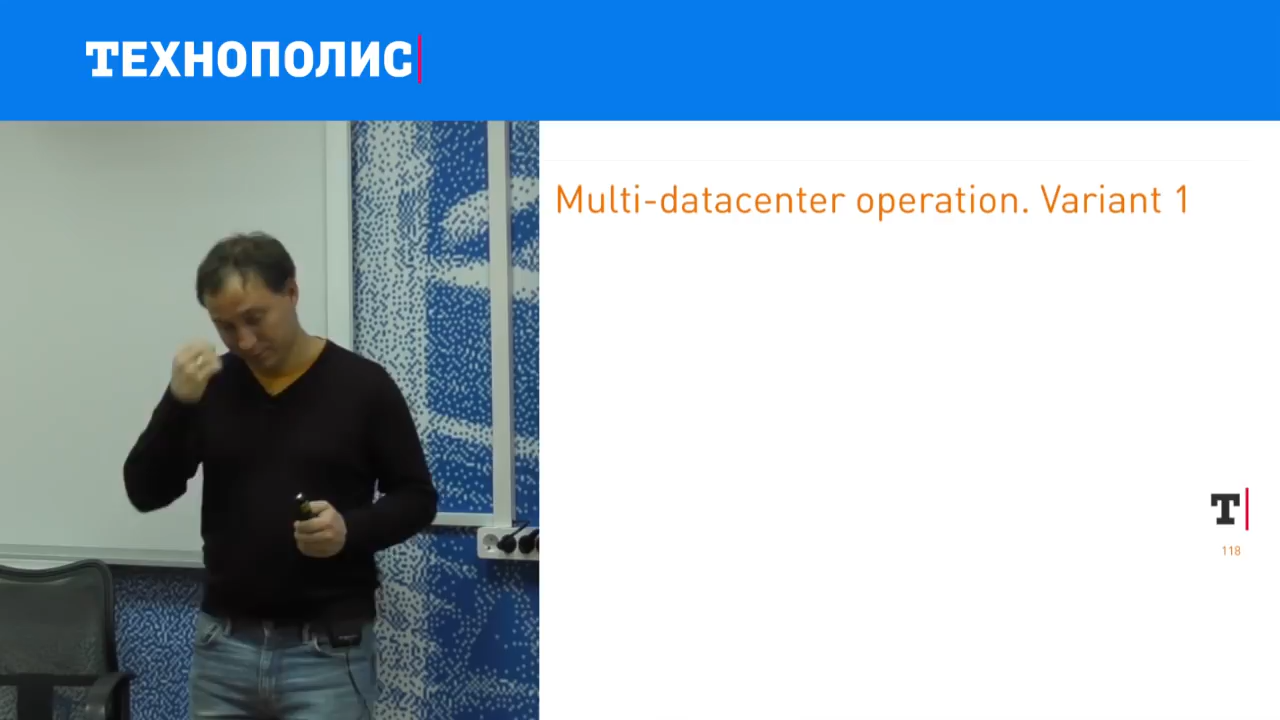 ТЕХНОПОЛИС
Multi-datacenter operation. Variant 1
T
118